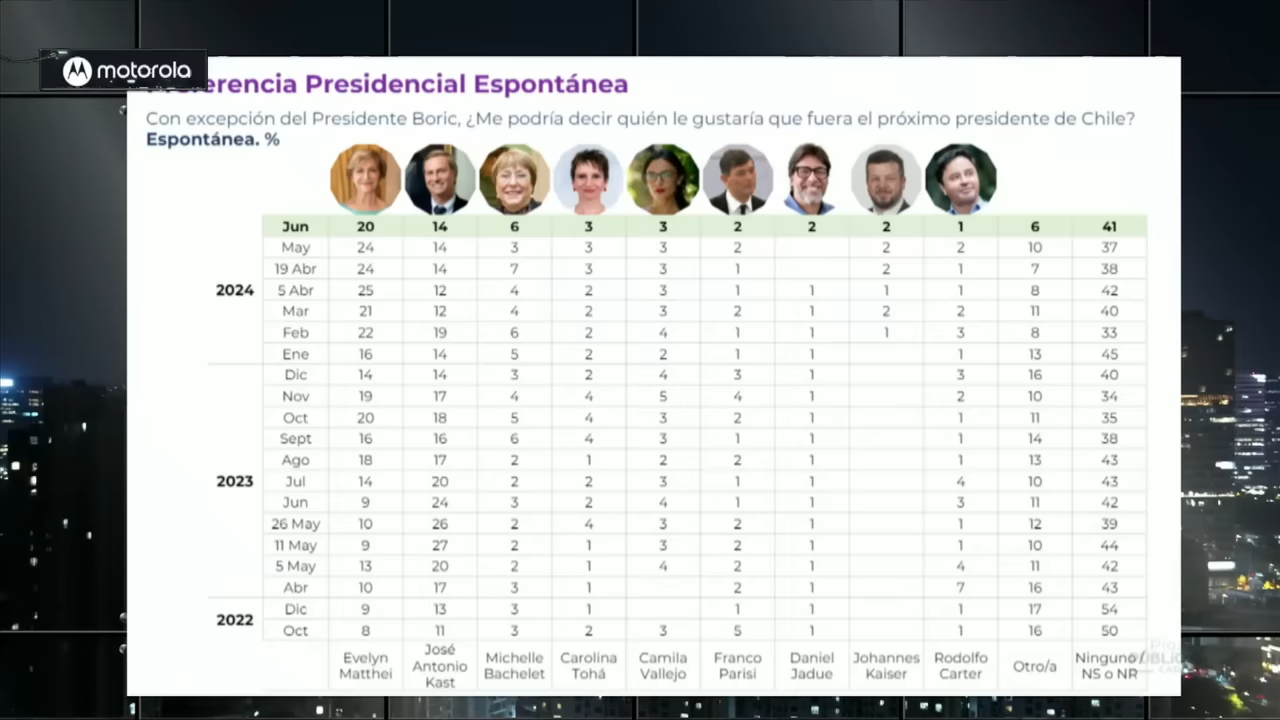 motorola
Preferencia Presidencial Espontánea
Con excepción del Presidente Boric, ¿Me podría decir quién le gustaría que fuera el próximo presidente de Chile?
Espontánea. %
Jun 20 14 6 3 3 2 2 2 1 6 41
May 24 14 3 3 3 2 2 2 10 37
19 Abr 24 14 7 3 3 1 2 1 7 38
2024 5 Abr 25 12 4 2 3 1 1 1 1 8 42
Mar 21 12 4 2 3 2 1 2 2 11 40
Feb 22 19 6 2 4 1 1 1 3 8 33
Ene 16 14 5 2 2 1 1 1 13 45
Dic 14 14 3 2 4 3 1 3 16 40
Nov 19 17 4 4 5 4 1 2 10 34
Oct 20 18 5 4 3 2 1 1 11 35
Sept 16 16 6 4 3 1 1 1 14 38
Ago 18 17 2 1 2 2 1 1 13 43
2023 Jul 14 20 2 2 3 1 1 4 10 43
Jun 9 24 3 2 4 1 1 3 11 42
26 May 10 26 2 4 3 2 1 1 12 39
11 May 9 27 2 1 3 2 1 1 10 44
5 May 13 20 2 1 4 2 1 4 11 42
Abr 10 17 3 1 2 1 7 16 43
2022 Dic 9 13 3 1 1 1 1 17 54
Oct 8 11 3 2 3 5 1 1 16 50
Evelyn Matthei
José Antonio Kast
Michelle Bachelet
Carolina Tohá
Camila Vallejo
Franco Parisi
Daniel Jadue
Johannes Kaiser
Rodolfo Carter
Otro/a
Ninguno/ NS o NR